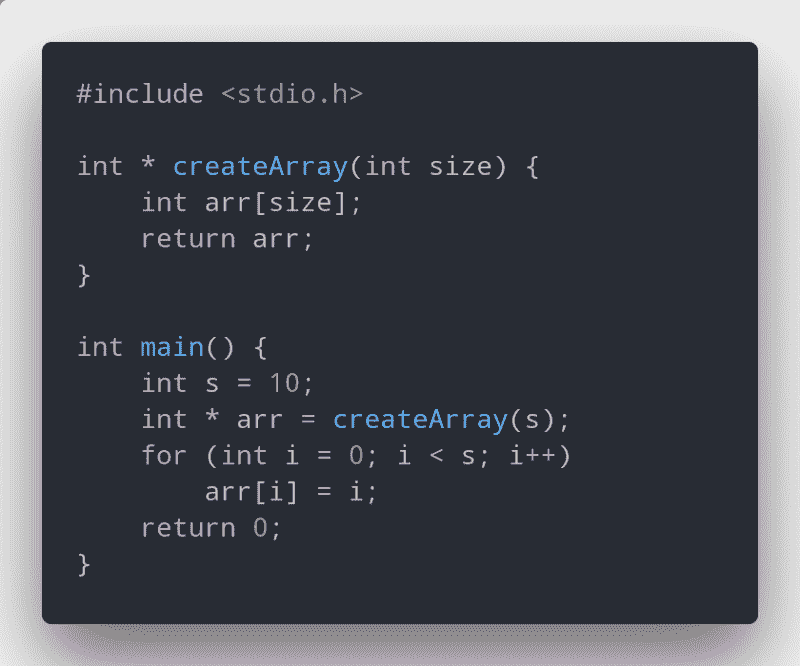 #include <stdio.h>
int * createArray(int size) {
    int arr[size];
    return arr;
}
int main() {
    int s = 10;
    int * arr = createArray(s);
    for (int i = 0; i < s; i++)
        arr[i] = i;
    return 0;
}